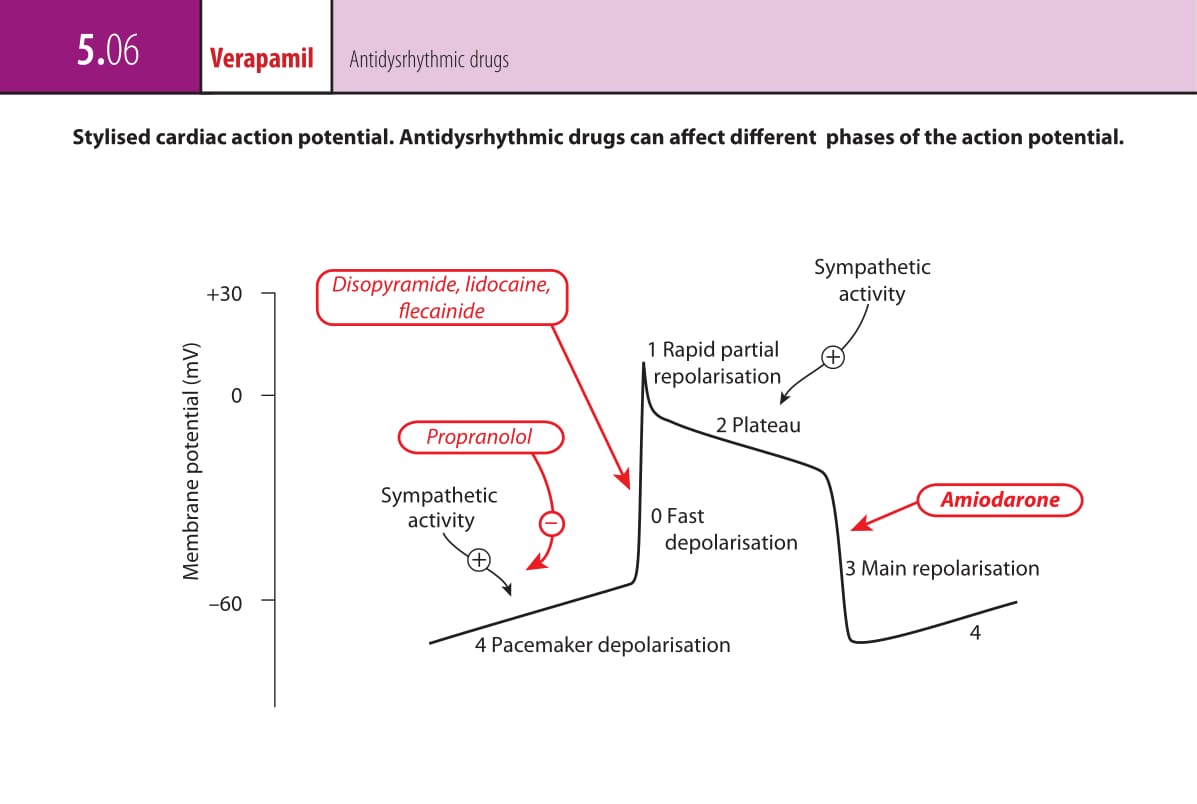 5.06
Verapamil
Antidysrhythmic drugs
Stylised cardiac action potential. Antidysrhythmic drugs can affect different phases of the action potential.
Sympathetic
activity
+
+30
Disopyramide, lidocaine,
flecainide
1 Rapid partial
repolarisation
0
2 Plateau
Membrane potential (mV)
Propranolol
−
Sympathetic
activity
+
Amiodarone
0 Fast
depolarisation
3 Main repolarisation
–60
4 Pacemaker depolarisation
4